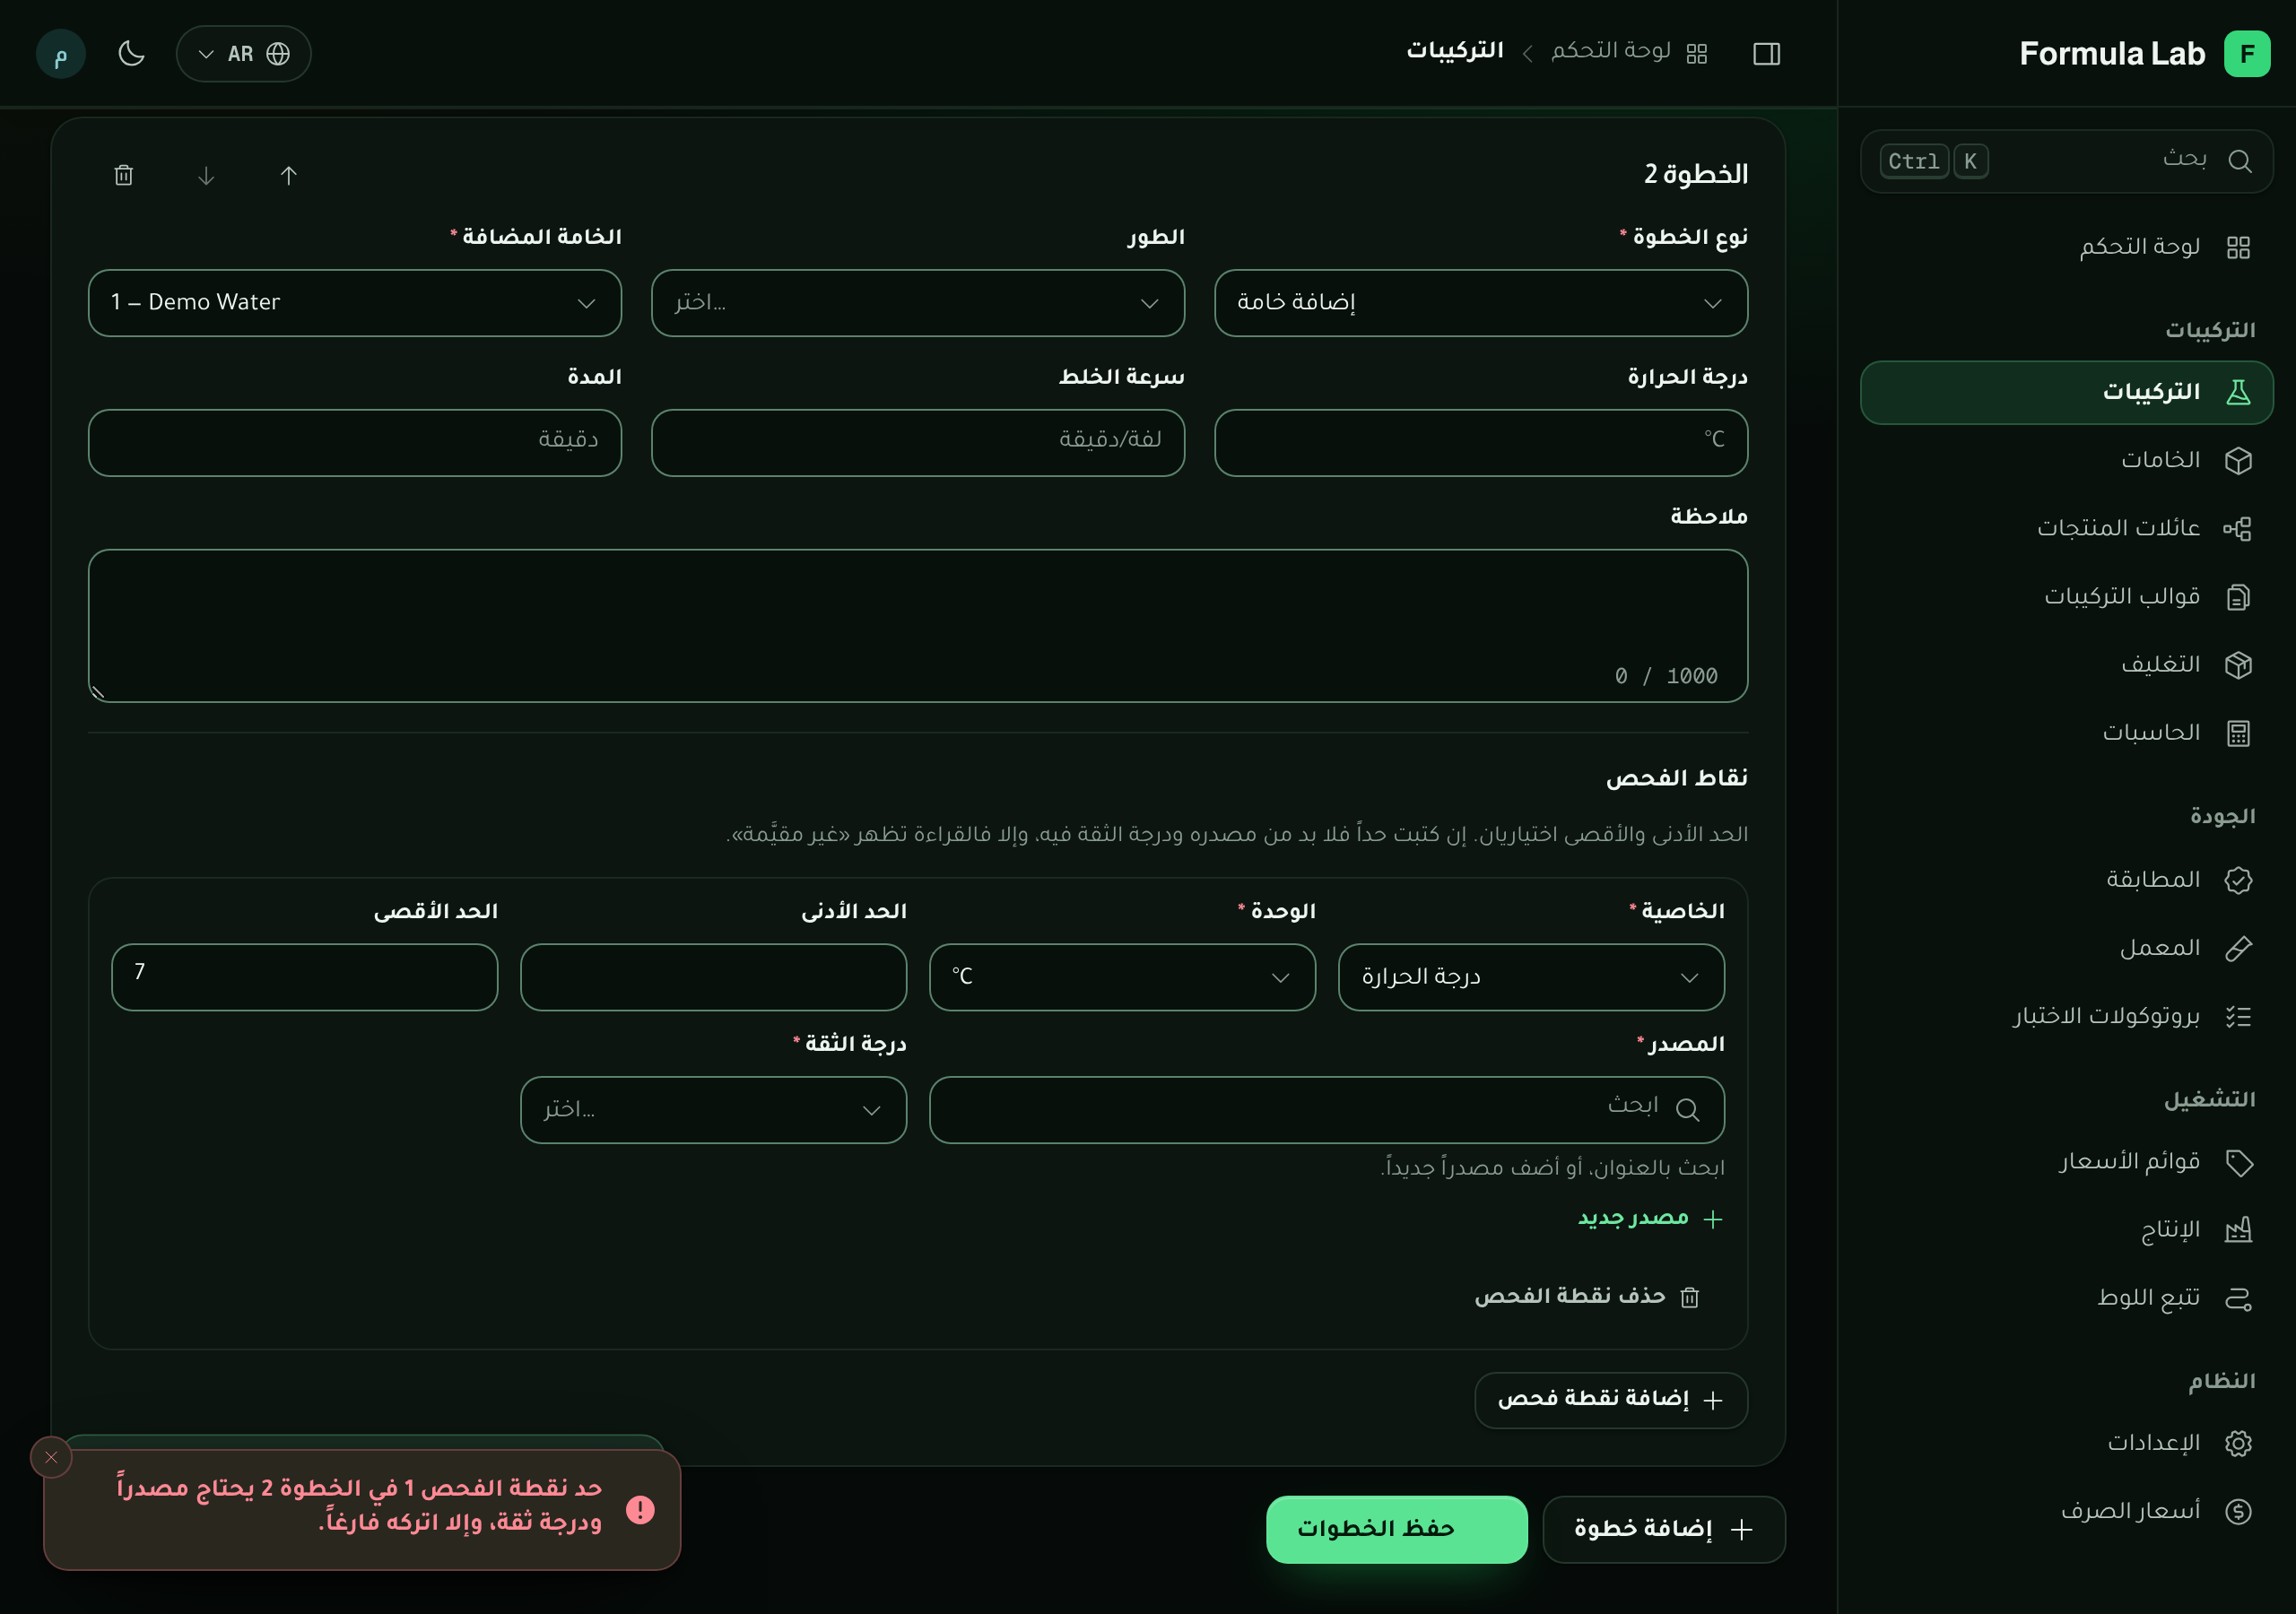 Formula Lab
F
بحث
Ctrl K
لوحة التحكم
التركيبات
التركيبات
الخامات
عائلات المنتجات
قوالب التركيبات
التغليف
الحاسبات
الجودة
المطابقة
المعمل
بروتوكولات الاختبار
التشغيل
قوائم الأسعار
الإنتاج
تتبع اللوط
النظام
الإعدادات
أسعار الصرف
لوحة التحكم
التركيبات
AR
م
الخطوة 2
نوع الخطوة *
الطور
الخامة المضافة *
إضافة خامة
اختر...
1 – Demo Water
درجة الحرارة
سرعة الخلط
المدة
°C
لفة/دقيقة
دقيقة
ملاحظة
0 / 1000
نقاط الفحص
الحد الأدنى والأقصى اختياريان. إن كتبت حداً فلا بد من مصدره ودرجة الثقة فيه، وإلا فالقراءة تظهر «غير مقيَّمة».
الخاصية *
الوحدة *
الحد الأدنى
الحد الأقصى
درجة الحرارة
°C
7
المصدر *
درجة الثقة *
ابحث
اختر...
ابحث بالعنوان، أو أضف مصدراً جديداً.
مصدر جديد
حذف نقطة الفحص
إضافة نقطة فحص
إضافة خطوة
حفظ الخطوات
حد نقطة الفحص 1 في الخطوة 2 يحتاج مصدراً
ودرجة ثقة، وإلا اتركه فارغاً.